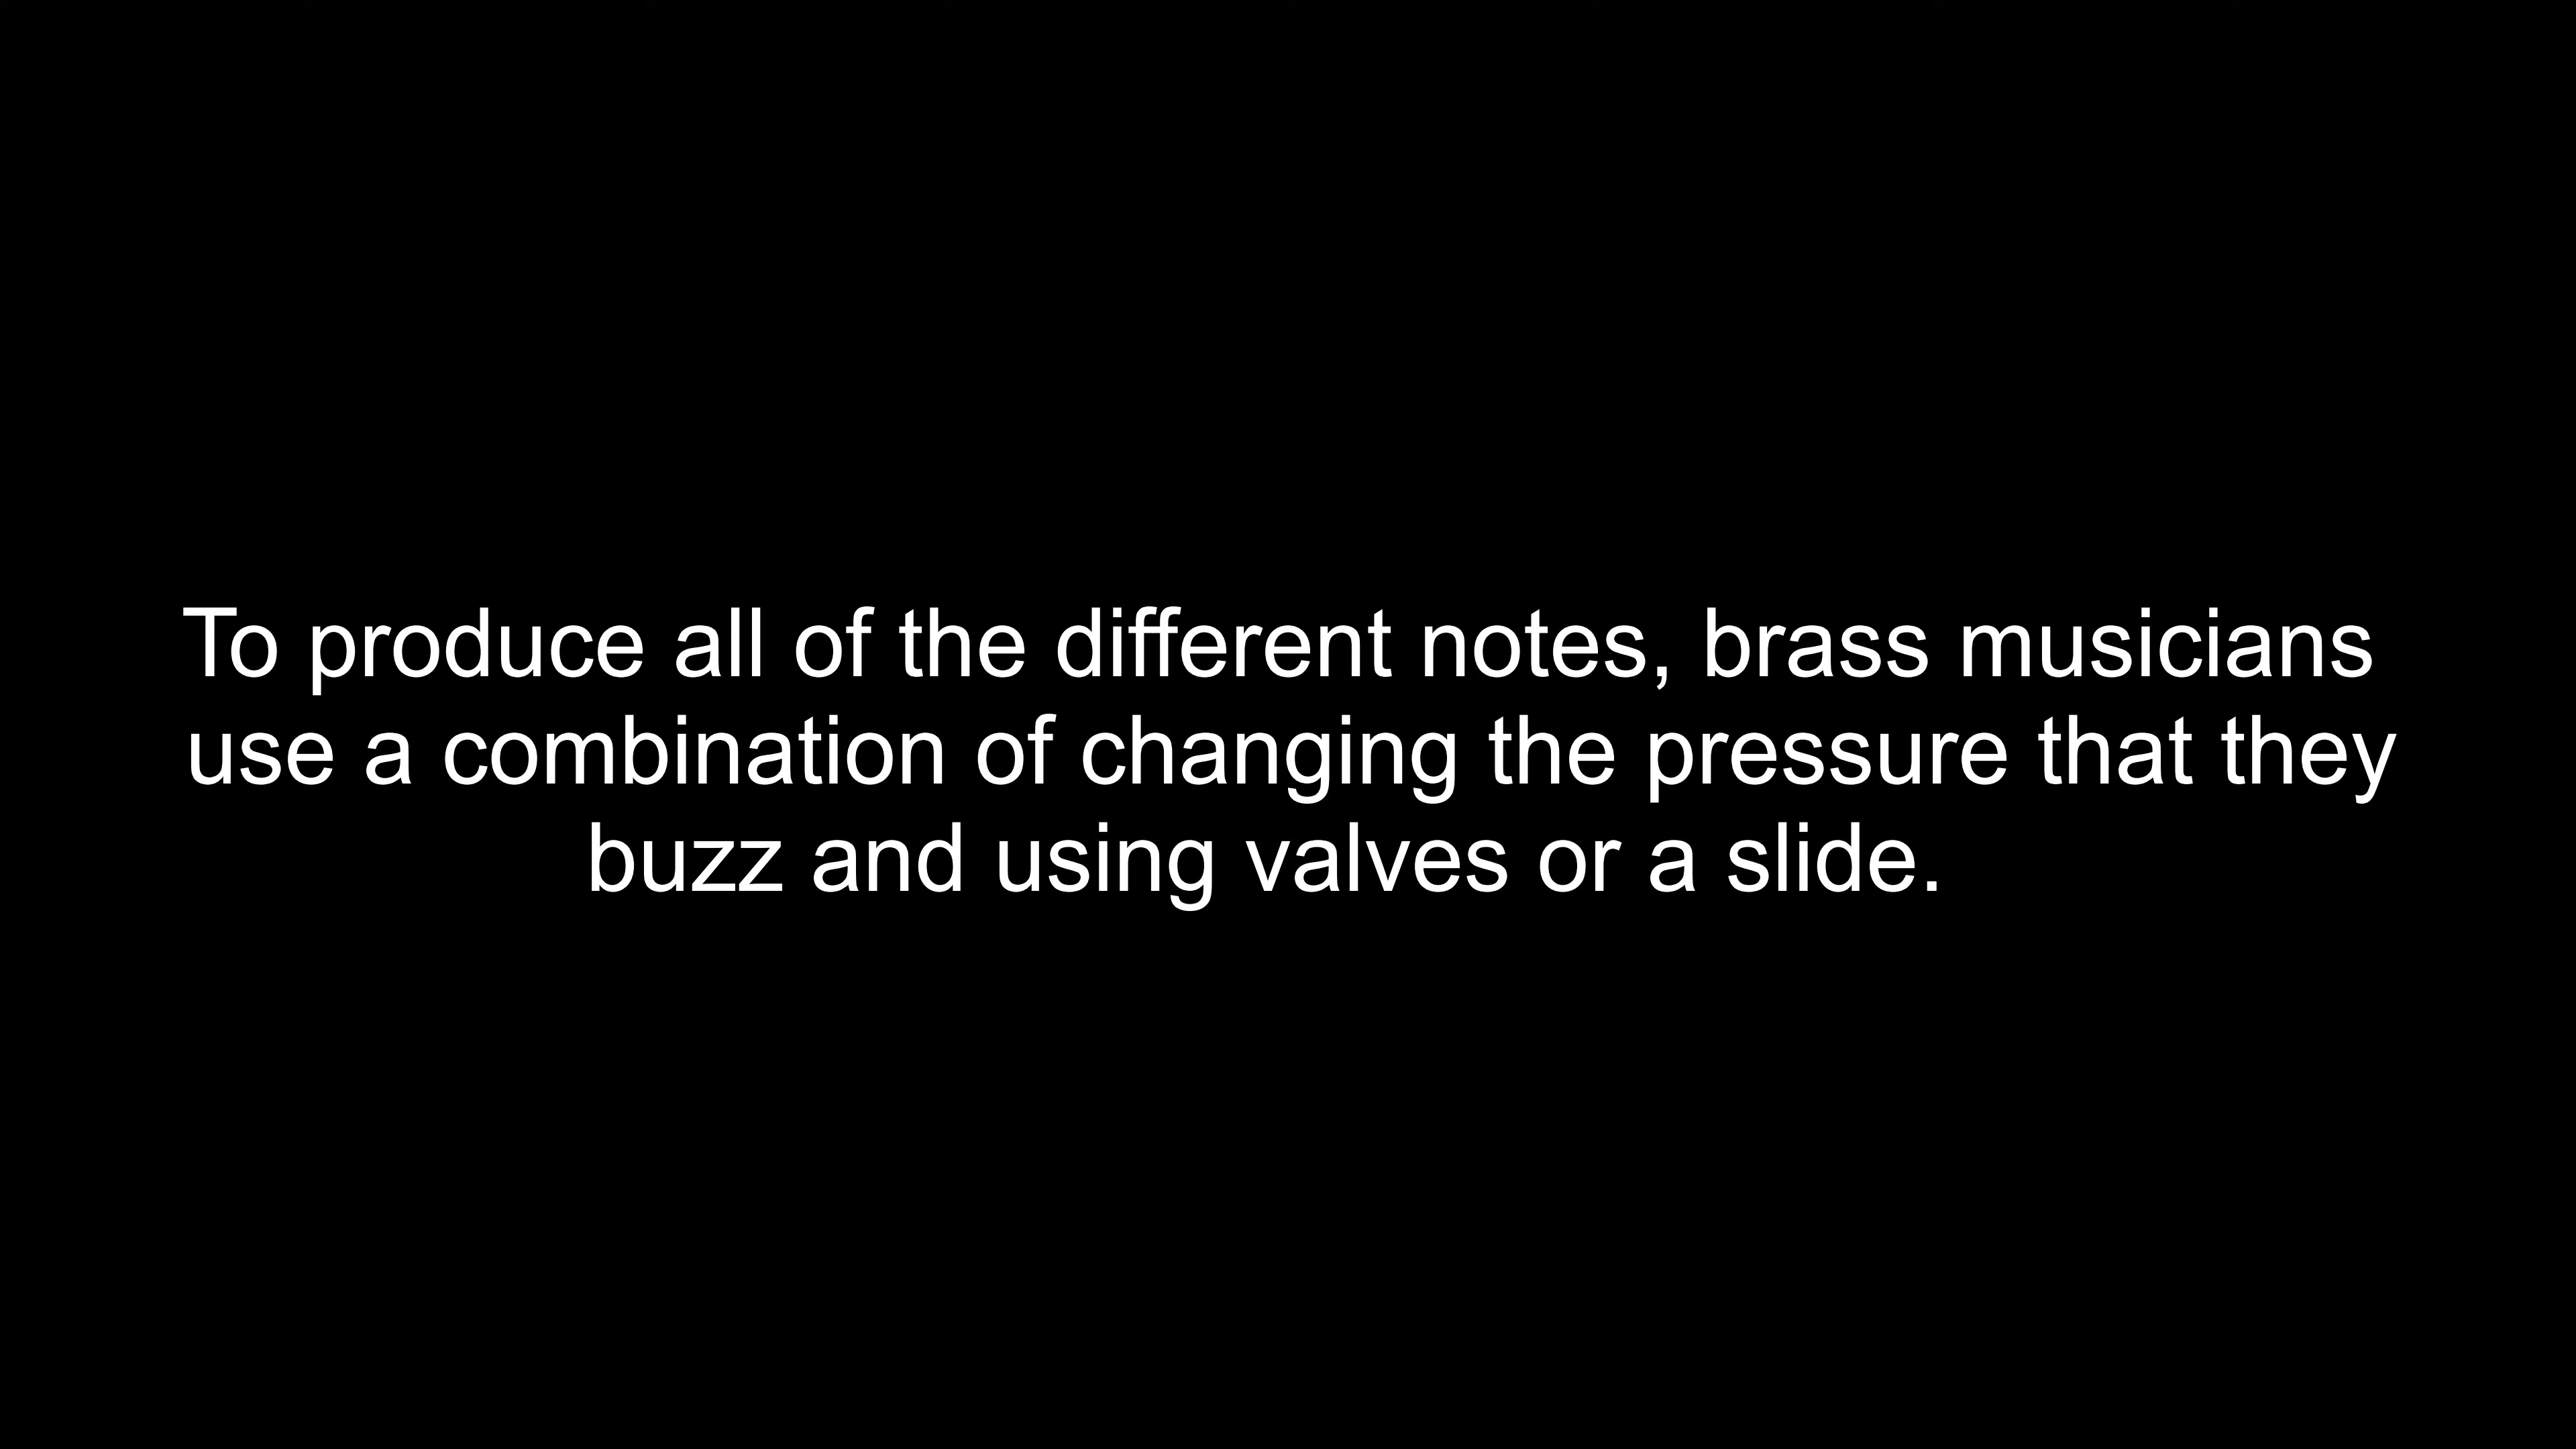 To produce all of the different notes, brass musicians
use a combination of changing the pressure that they
buzz and using valves or a slide.